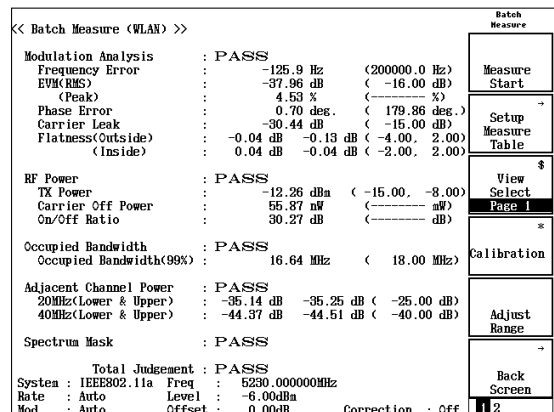 Batch
Measure
<< Batch Measure (WLAN) >>
Modulation Analysis : PASS
Frequency Error : -125.9 Hz (200000.0 Hz)
EVM(RMS) : -37.96 dB ( -16.00 dB)
(Peak) : 4.53 % (-------- %)
Phase Error : 0.70 deg. ( 179.86 deg.)
Carrier Leak : -30.44 dB ( -15.00 dB)
Flatness(Outside) : -0.04 dB -0.13 dB ( -4.00, 2.00)
(Inside) : 0.04 dB -0.04 dB ( -2.00, 2.00)
RF Power : PASS
TX Power : -12.26 dBm ( -15.00, -8.00)
Carrier Off Power : 55.87 nW (-------- mW)
On/Off Ratio : 30.27 dB (-------- dB)
Occupied Bandwidth : PASS
Occupied Bandwidth(99%) : 16.64 MHz ( 18.00 MHz)
Adjacent Channel Power : PASS
20MHz(Lower & Upper) : -35.14 dB -35.25 dB ( -25.00 dB)
40MHz(Lower & Upper) : -44.37 dB -44.51 dB ( -40.00 dB)
Spectrum Mask : PASS
Total Judgement : PASS
System : IEEE802.11a Freq : 5230.000000MHz
Rate : Auto Level : -6.00dBm
Mod : Auto Offset : 0.00dB Correction : Off
Measure
Start
→
Setup
Measure
Table
$
View
Select
Page 1
*
Calibration
Adjust
Range
→
Back
Screen
1 2